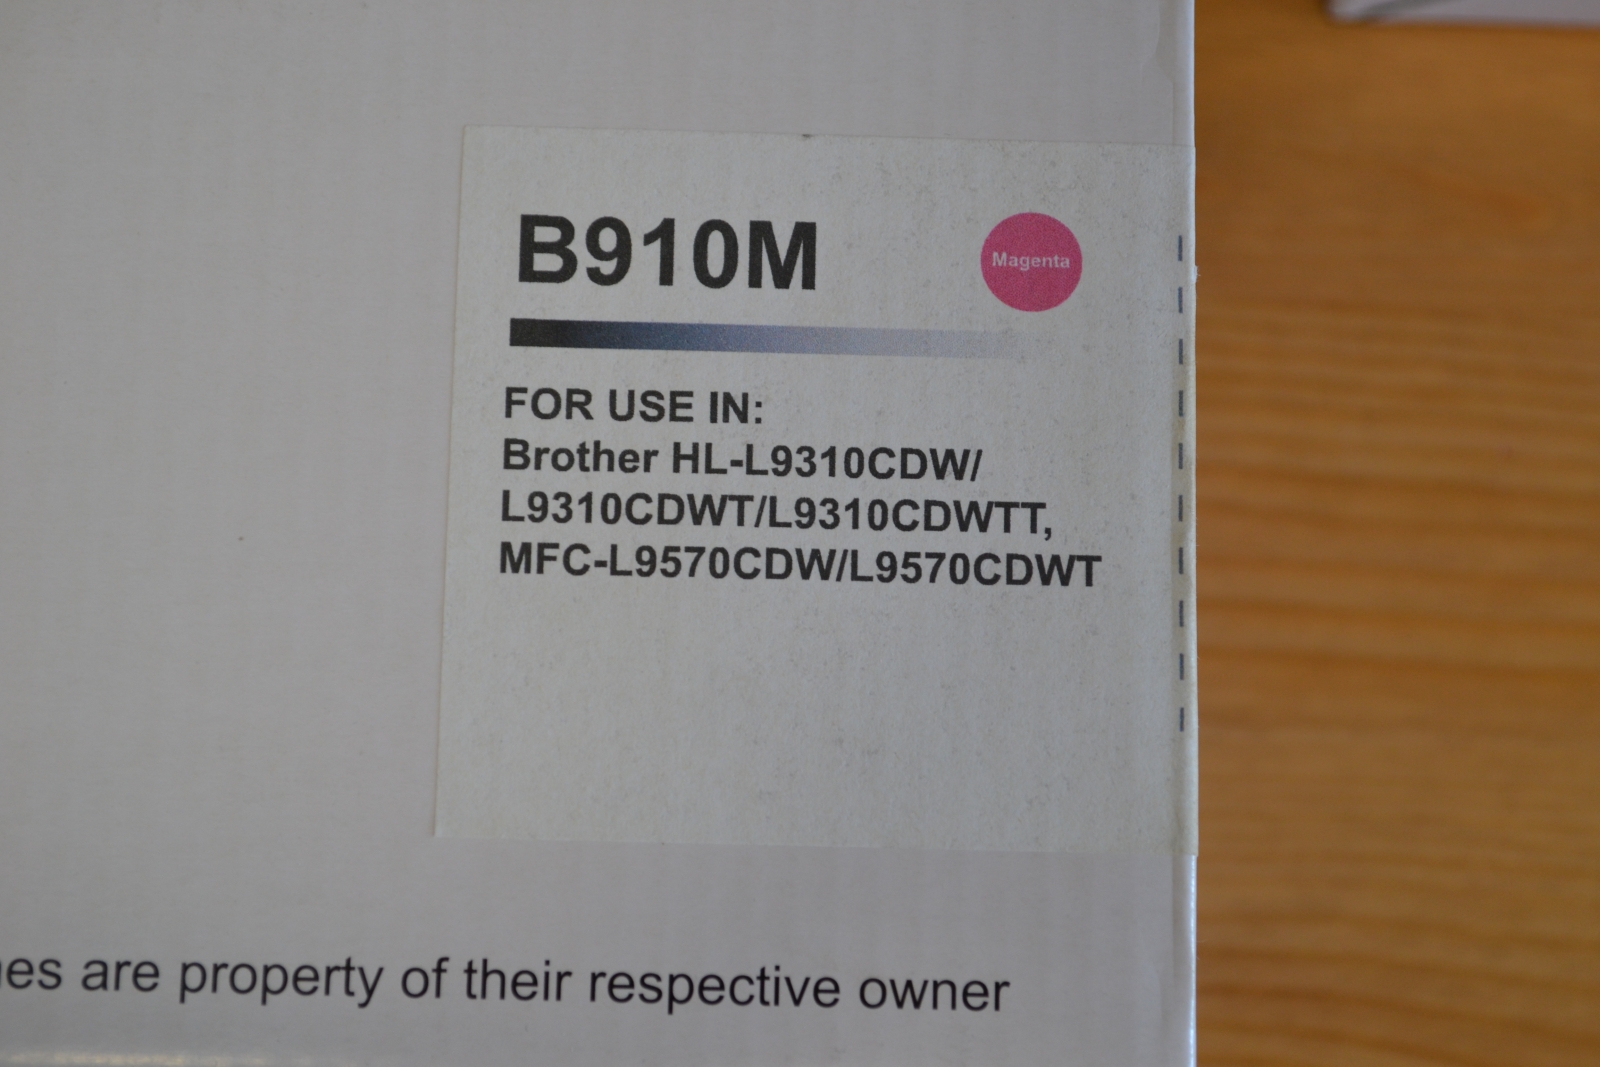 B910M
Magenta
FOR USE IN:
Brother HL-L9310CDW/
L9310CDWT/L9310CDWTT,
MFC-L9570CDW/L9570CDWT
are property of their respective owner